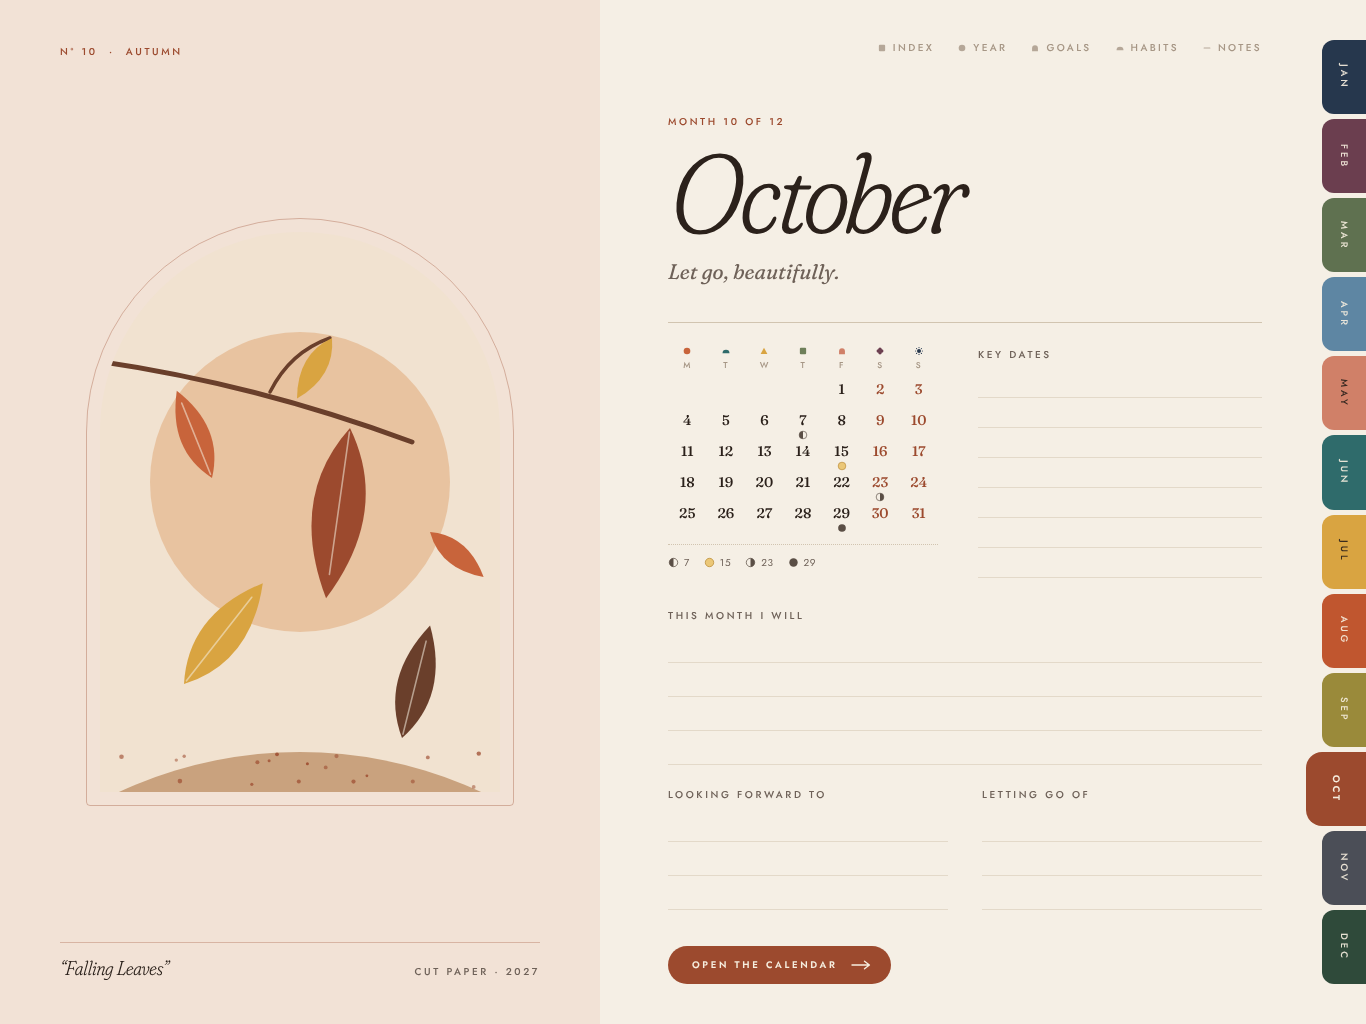 N° 10 · AUTUMN
“Falling Leaves”
CUT PAPER · 2027
INDEX YEAR GOALS HABITS NOTES
MONTH 10 OF 12
October
Let go, beautifully.
M T W T F S S
1 2 3
4 5 6 7 8 9 10
11 12 13 14 15 16 17
18 19 20 21 22 23 24
25 26 27 28 29 30 31
7 15 23 29
KEY DATES
THIS MONTH I WILL
LOOKING FORWARD TO
LETTING GO OF
OPEN THE CALENDAR
JAN
FEB
MAR
APR
MAY
JUN
JUL
AUG
SEP
OCT
NOV
DEC